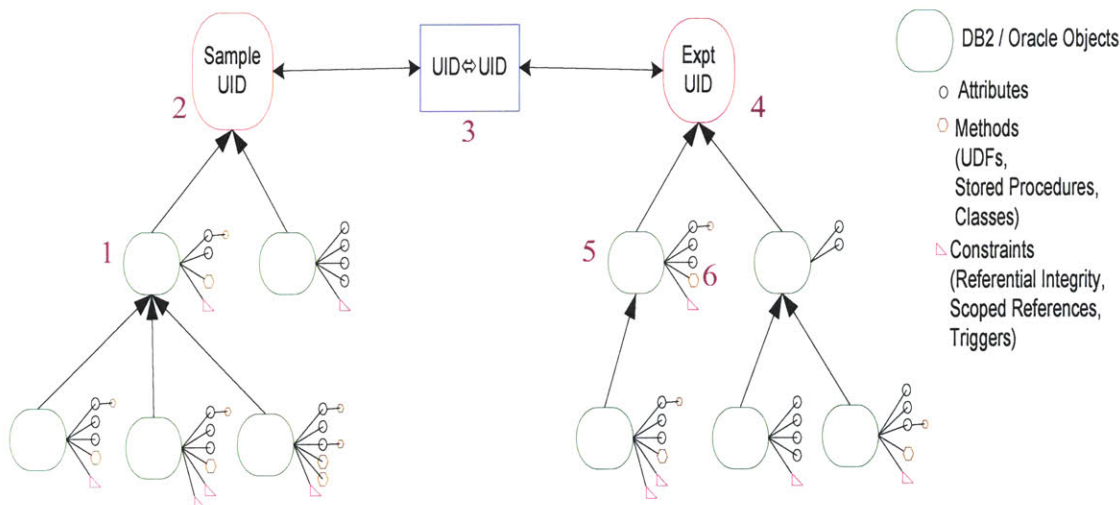 Sample
UID
2
UID⇔UID
3
Expt
UID
4
1
5
6
DB2 / Oracle Objects
Attributes
Methods
(UDFs,
Stored Procedures,
Classes)
Constraints
(Referential Integrity,
Scoped References,
Triggers)